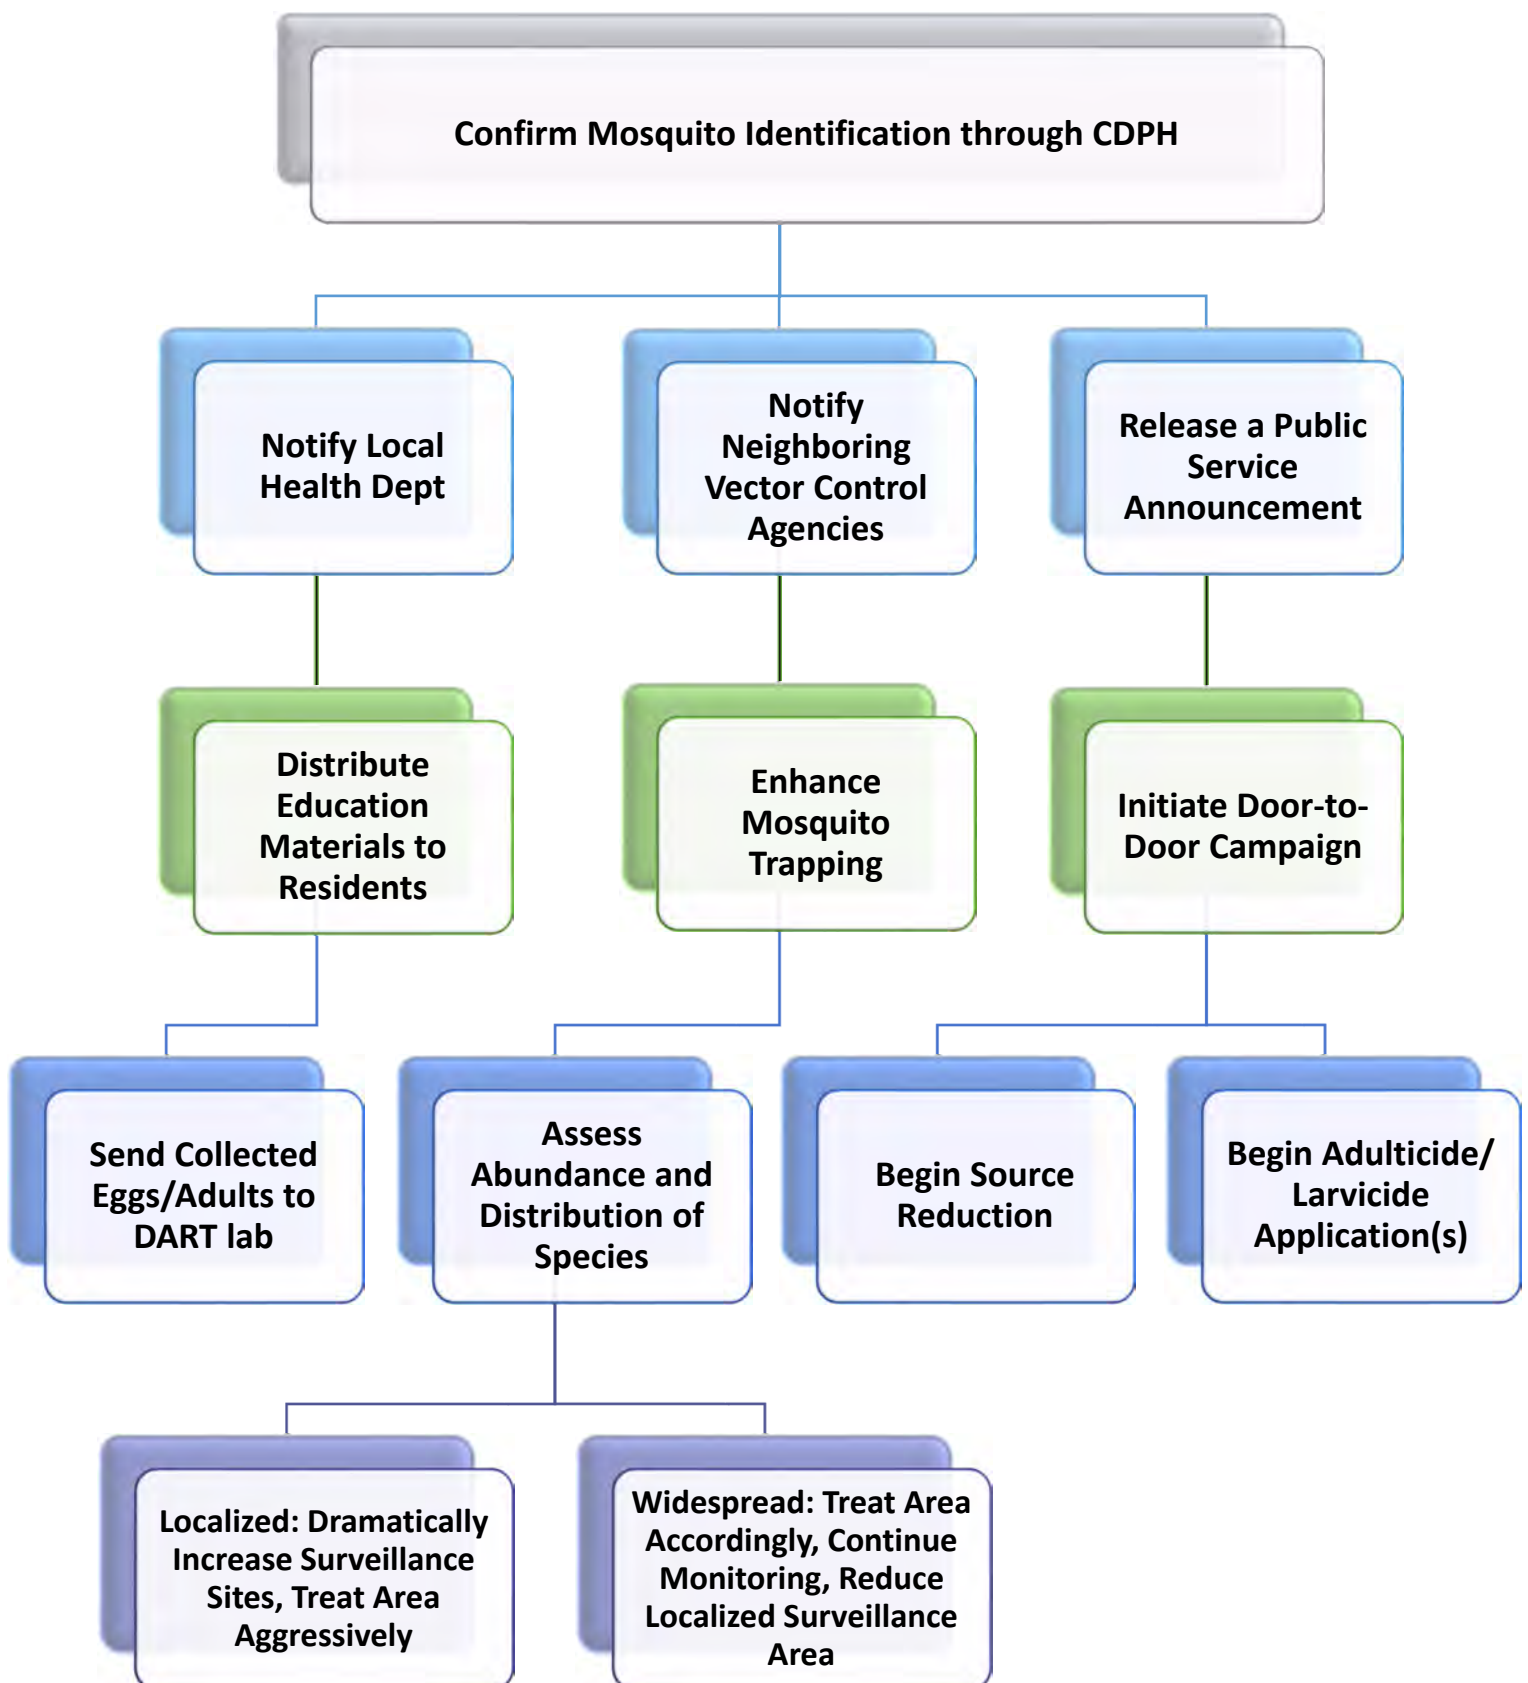 Confirm Mosquito Identification through CDPH
Notify Local
Health Dept
Notify
Neighboring
Vector Control
Agencies
Release a Public
Service
Announcement
Distribute
Education
Materials to
Residents
Enhance
Mosquito
Trapping
Initiate Door-to-
Door Campaign
Send Collected
Eggs/Adults to
DART lab
Assess
Abundance and
Distribution of
Species
Begin Source
Reduction
Begin Adulticide/
Larvicide
Application(s)
Localized: Dramatically
Increase Surveillance
Sites, Treat Area
Aggressively
Widespread: Treat Area
Accordingly, Continue
Monitoring, Reduce
Localized Surveillance
Area